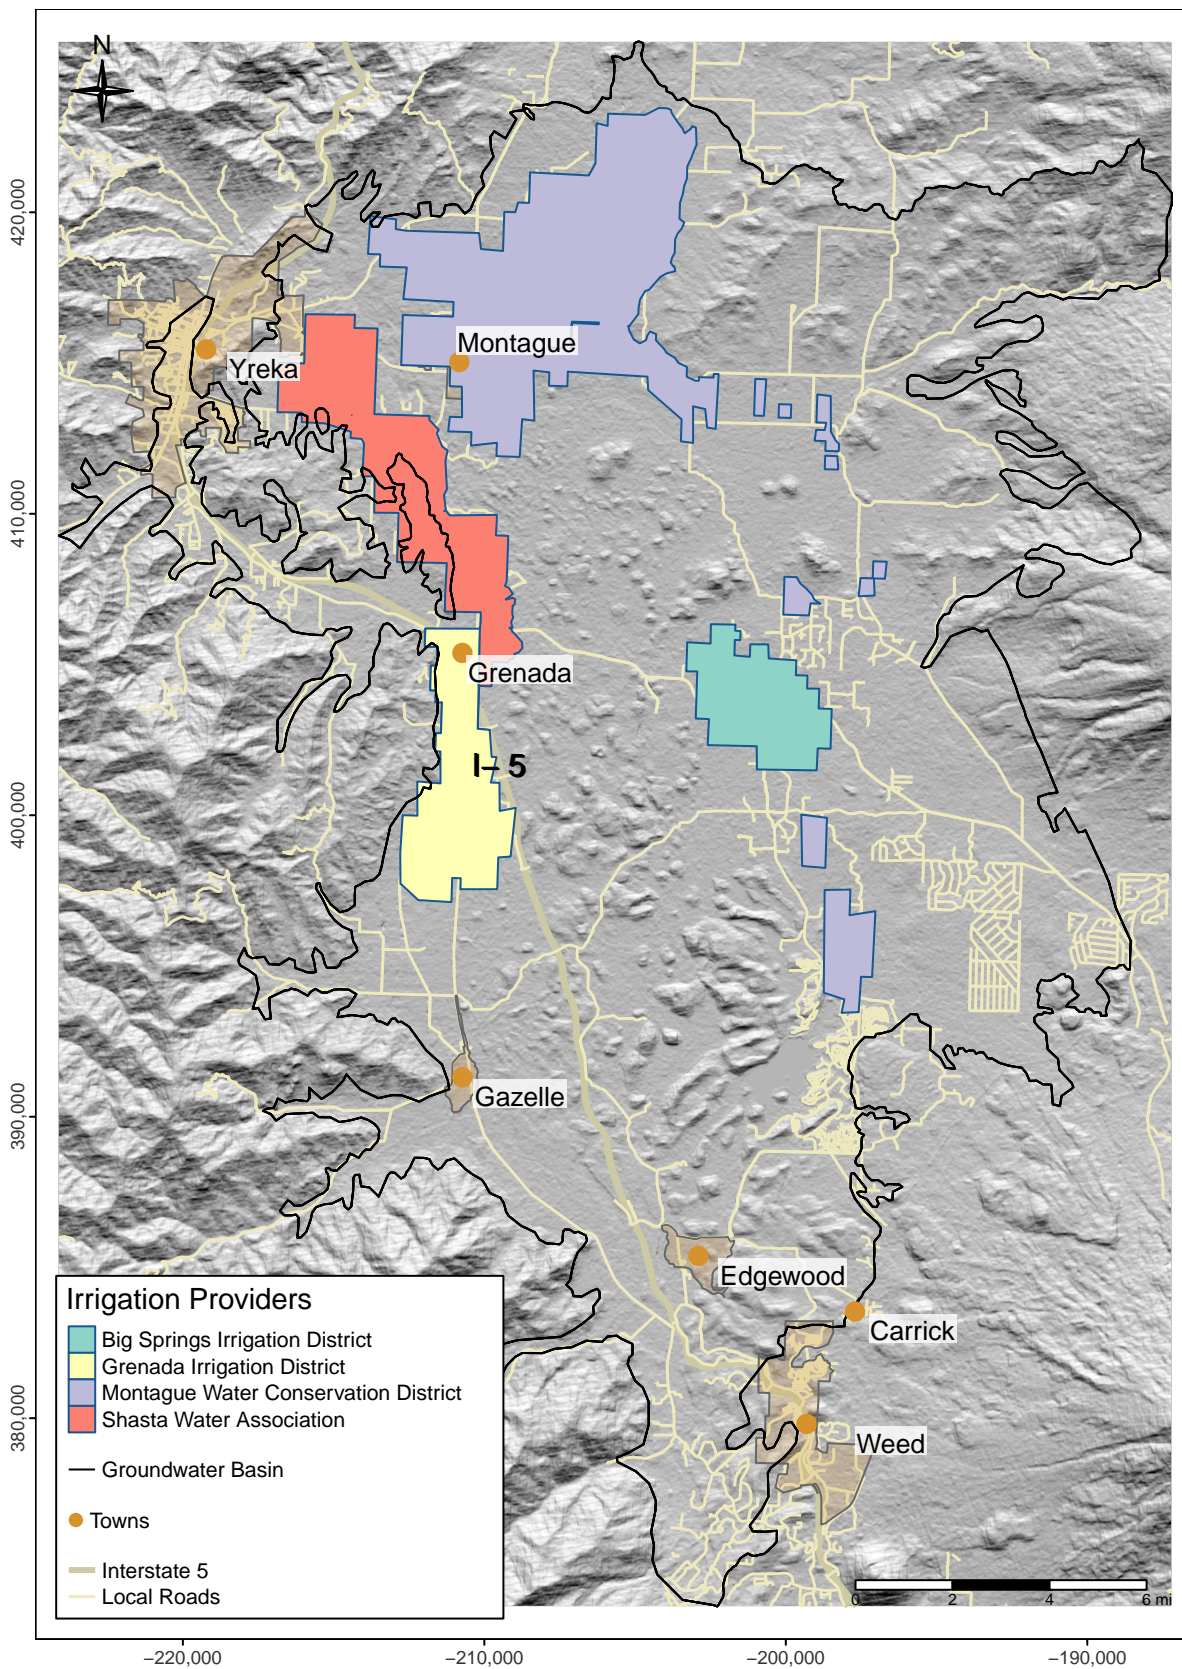 N
420,000
410,000
400,000
390,000
380,000
Yreka
Montague
Grenada
I– 5
Gazelle
Edgewood
Carrick
Weed
Irrigation Providers
Big Springs Irrigation District
Grenada Irrigation District
Montague Water Conservation District
Shasta Water Association
Groundwater Basin
Towns
Interstate 5
Local Roads
0 2 4 6 mi
−220,000 −210,000 −200,000 −190,000